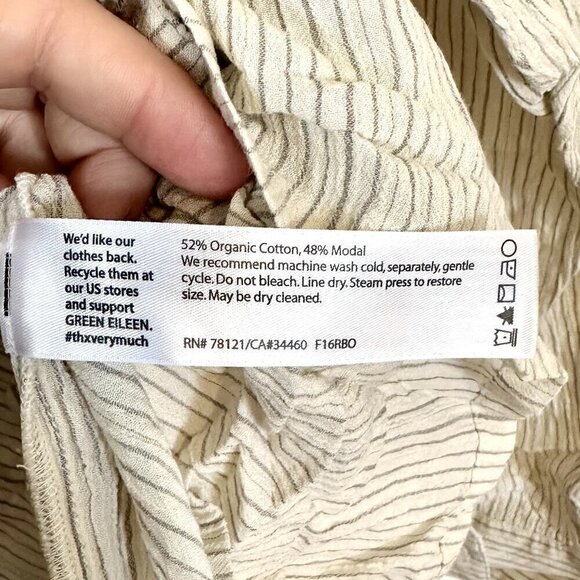 We'd like our
clothes back.
Recycle them at
our US stores
and support
GREEN EILEEN.
#thxverymuch
52% Organic Cotton, 48% Modal
We recommend machine wash cold, separately, gentle
cycle. Do not bleach. Line dry. Steam press to restore
size. May be dry cleaned.
RN# 78121/CA#34460 F16RBO